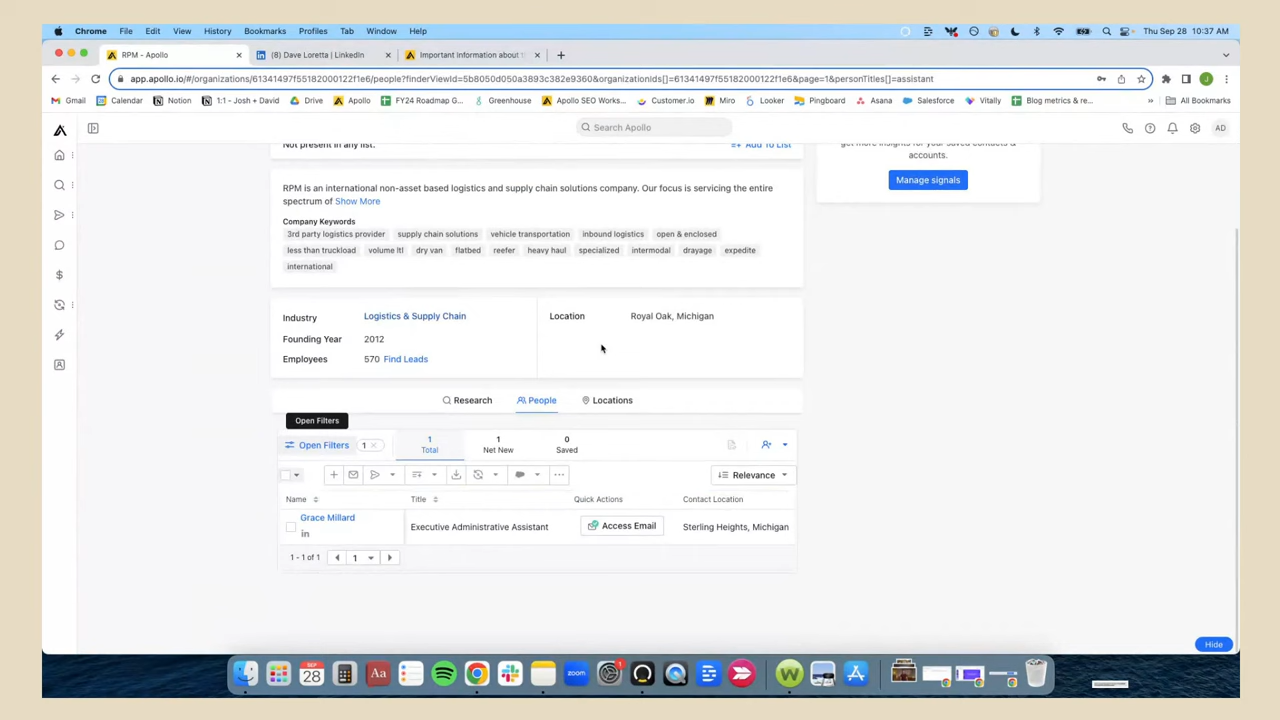 Chrome File Edit View History Bookmarks Profiles Tab Window Help Thu Sep 28 10:37 AM
RPM - Apollo × (8) Dave Loretta | LinkedIn × Important information about t × +
app.apollo.io/#/organizations/61341497f55182000122f1e6/people?finderViewId=5b8050d050a3893c382e9360&organizationIds[]=61341497f55182000122f1e6&page=1&personTitles[]=assistant J
Gmail Calendar Notion 1:1 - Josh + David Drive Apollo FY24 Roadmap G... Greenhouse Apollo SEO Works... Customer.io Miro Looker Pingboard Asana Salesforce Vitally Blog metrics & re... » All Bookmarks
Search Apollo AD
Not present in any list. Add To List
get more insights for your saved contacts &
accounts.
Manage signals
RPM is an international non-asset based logistics and supply chain solutions company. Our focus is servicing the entire
spectrum of Show More
Company Keywords
3rd party logistics provider supply chain solutions vehicle transportation inbound logistics open & enclosed
less than truckload volume ltl dry van flatbed reefer heavy haul specialized intermodal drayage expedite
international
Industry Logistics & Supply Chain Location Royal Oak, Michigan
Founding Year 2012
Employees 570 Find Leads
Research People Locations
Open Filters
Open Filters 1 × 1 1 0
Total Net New Saved
Relevance
Name Title Quick Actions Contact Location
Grace Millard Executive Administrative Assistant Access Email Sterling Heights, Michigan
in
1 - 1 of 1 1
Hide
SEP
28 Aa zoom 1 W